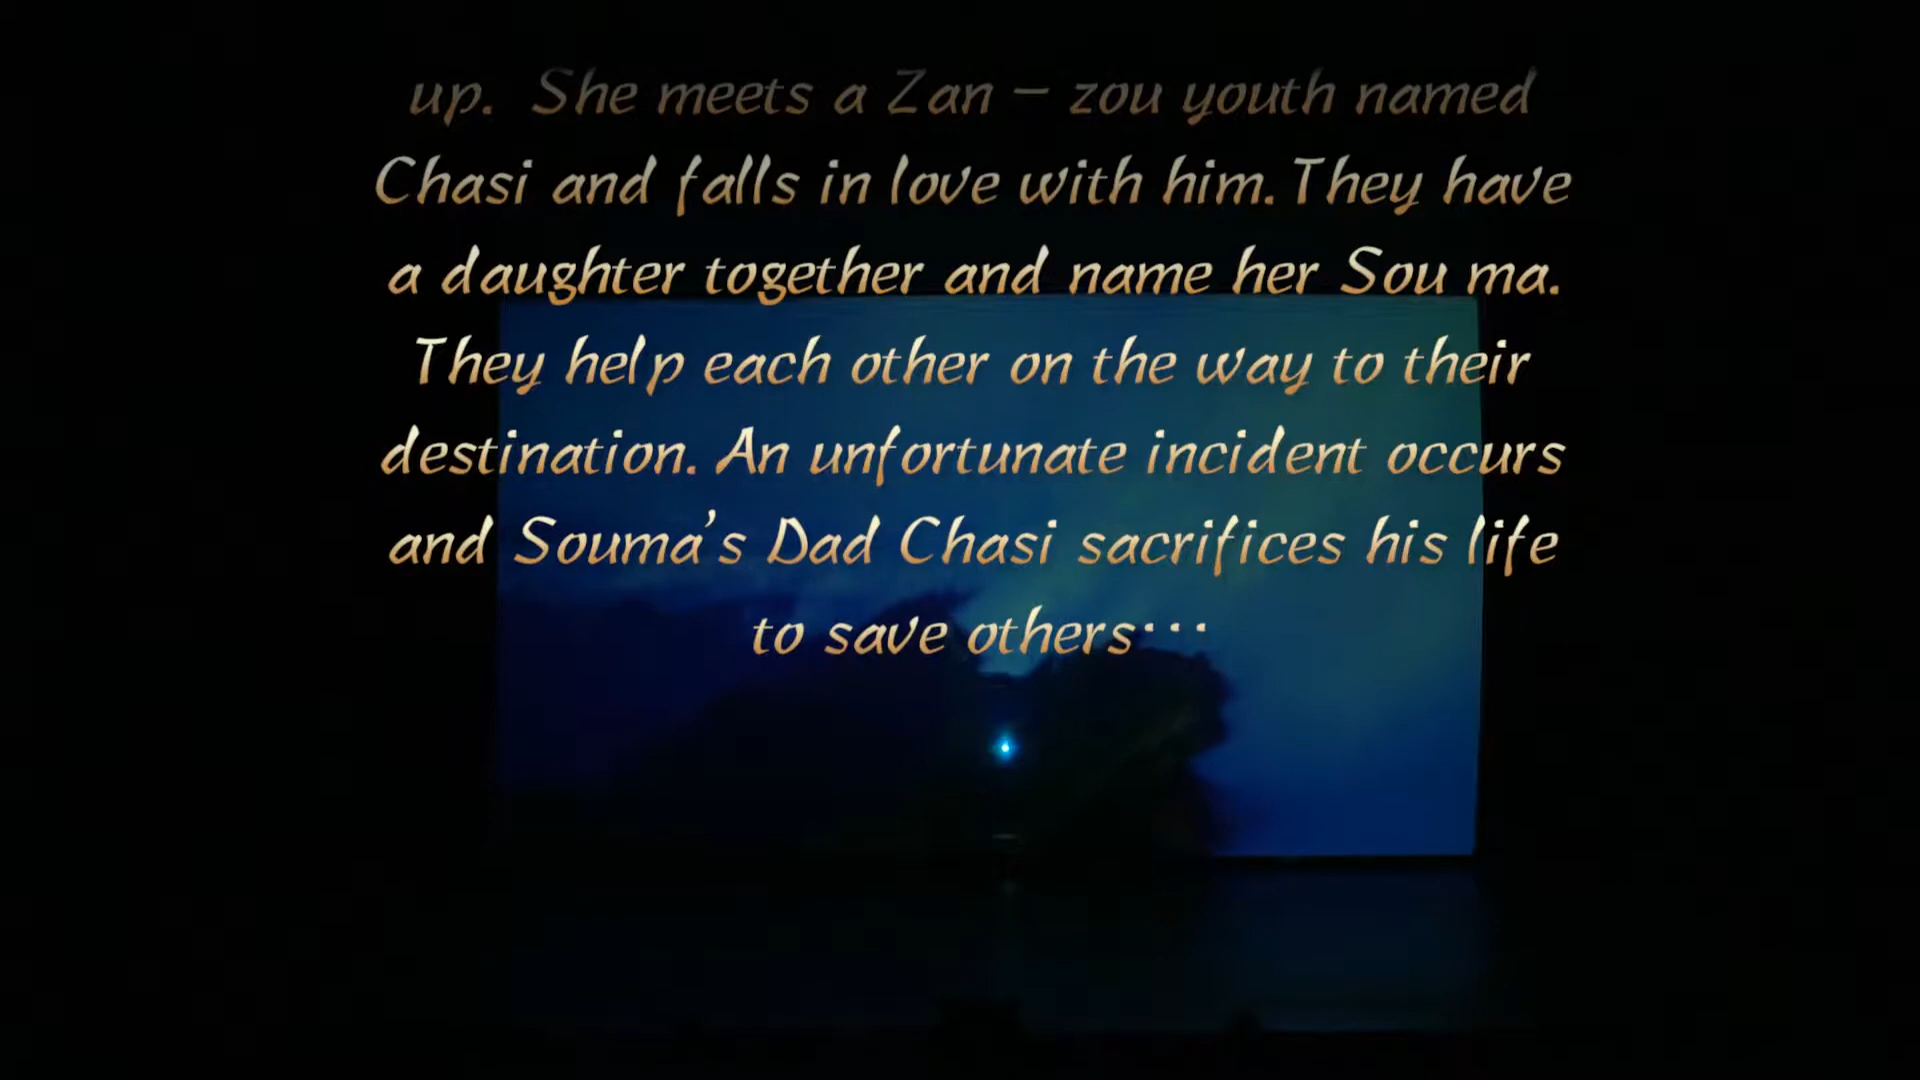 up. She meets a Zan – zou youth named
Chasi and falls in love with him. They have
a daughter together and name her Sou ma.
They help each other on the way to their
destination. An unfortunate incident occurs
and Souma's Dad Chasi sacrifices his life
to save others···